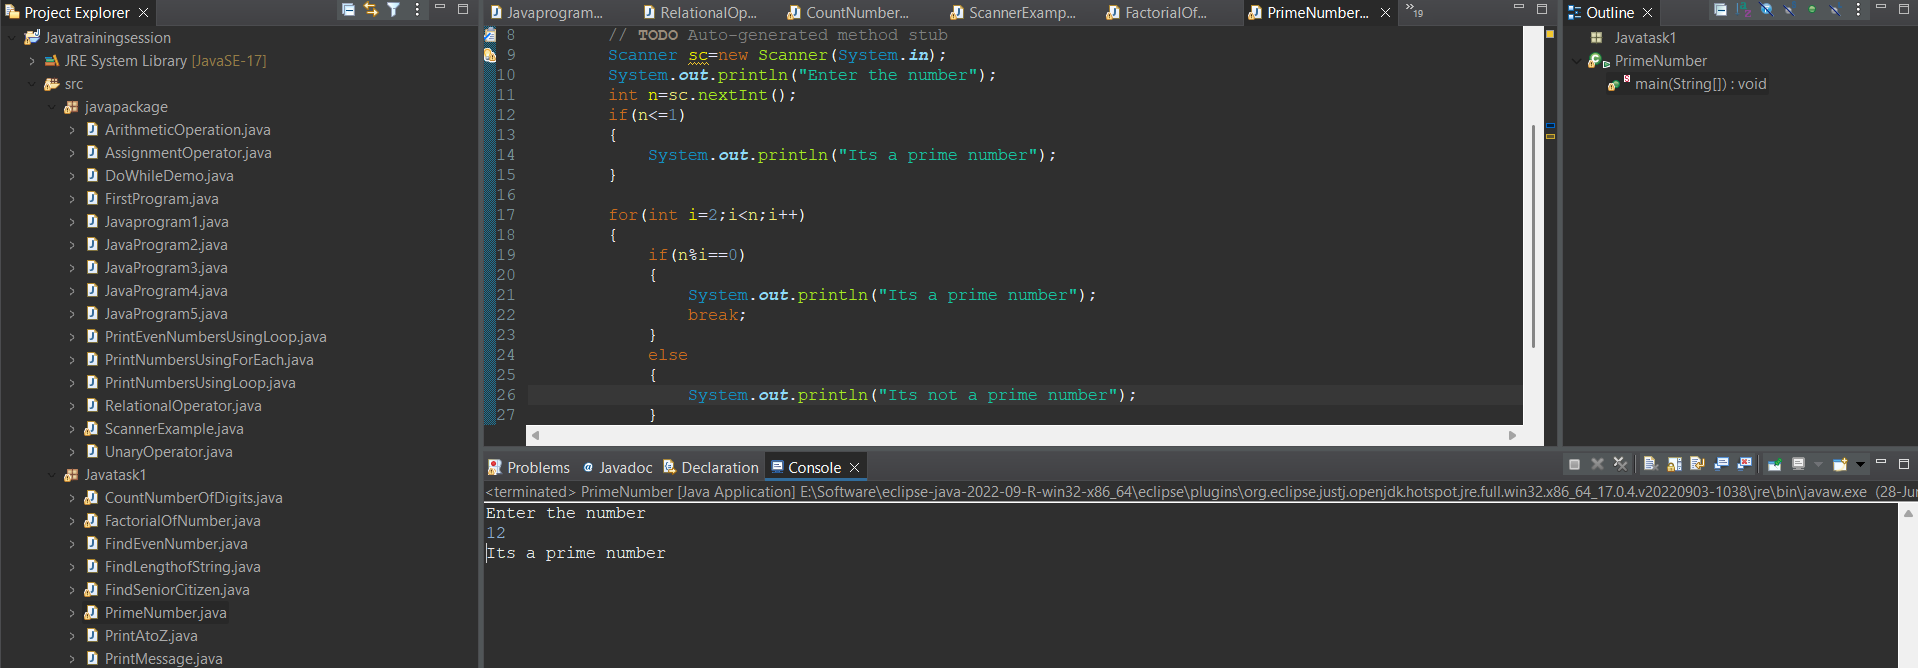 Project Explorer
Javatrainingsession
JRE System Library [JavaSE-17]
src
javapackage
ArithmeticOperation.java
AssignmentOperator.java
DoWhileDemo.java
FirstProgram.java
Javaprogram1.java
JavaProgram2.java
JavaProgram3.java
JavaProgram4.java
JavaProgram5.java
PrintEvenNumbersUsingLoop.java
PrintNumbersUsingForEach.java
PrintNumbersUsingLoop.java
RelationalOperator.java
ScannerExample.java
UnaryOperator.java
Javatask1
CountNumberOfDigits.java
FactorialOfNumber.java
FindEvenNumber.java
FindLengthofString.java
FindSeniorCitizen.java
PrimeNumber.java
PrintAtoZ.java
PrintMessage.java
Javaprogram... RelationalOp... CountNumber... ScannerExamp... FactorialOf... PrimeNumber... »19
8 // TODO Auto-generated method stub
9 Scanner sc=new Scanner(System.in);
10 System.out.println("Enter the number");
11 int n=sc.nextInt();
12 if(n<=1)
13 {
14 System.out.println("Its a prime number");
15 }
16
17 for(int i=2;i<n;i++)
18 {
19 if(n%i==0)
20 {
21 System.out.println("Its a prime number");
22 break;
23 }
24 else
25 {
26 System.out.println("Its not a prime number");
27 }
Outline
Javatask1
PrimeNumber
main(String[]) : void
Problems @ Javadoc Declaration Console
<terminated> PrimeNumber [Java Application] E:\Software\eclipse-java-2022-09-R-win32-x86_64\eclipse\plugins\org.eclipse.justj.openjdk.hotspot.jre.full.win32.x86_64_17.0.4.v20220903-1038\jre\bin\javaw.exe (28-Jun
Enter the number
12
Its a prime number